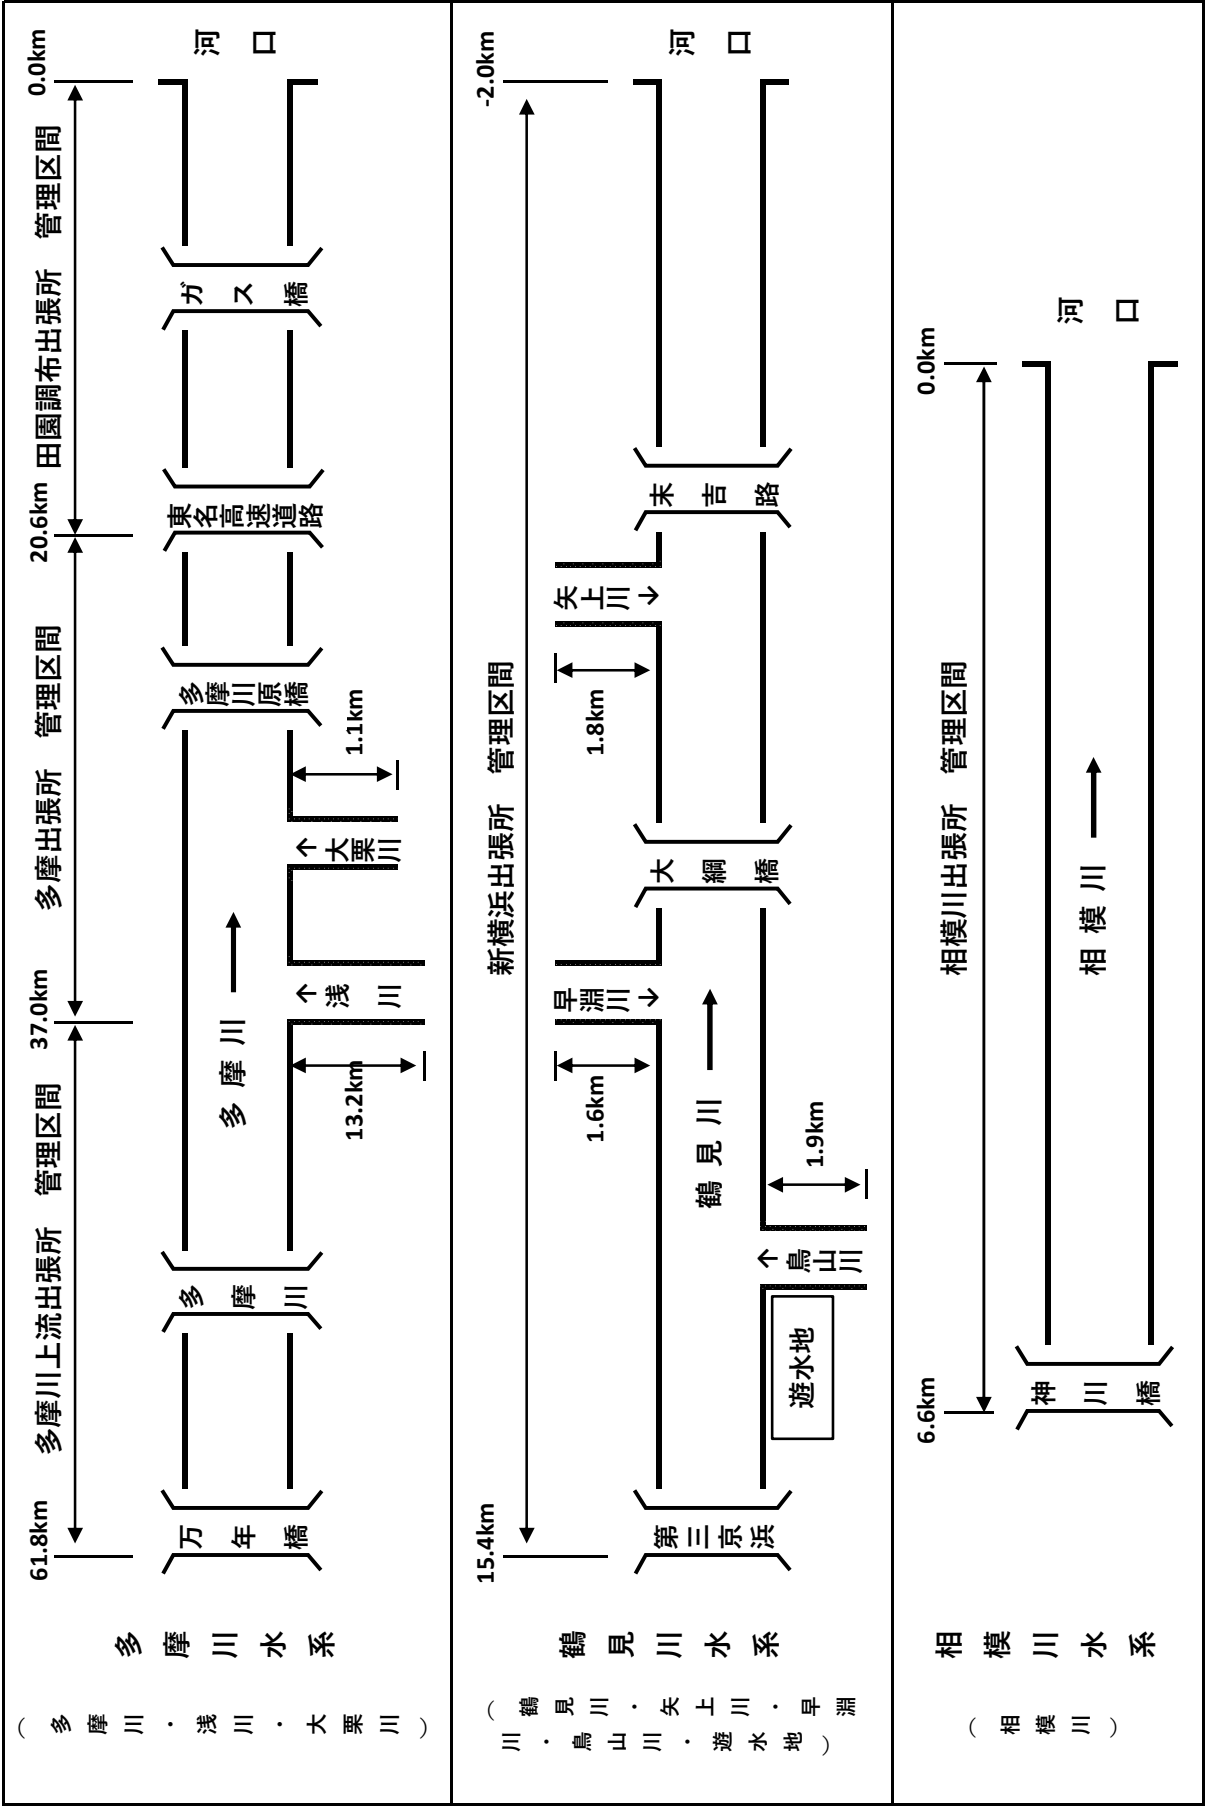 多摩川水系
（多摩川・浅川・大栗川）
61.8km
多摩川上流出張所　管理区間
37.0km
多摩出張所　管理区間
20.6km
田園調布出張所　管理区間
0.0km
万年橋
多摩川
多摩川
→
13.2km
↑浅川
↑大栗川
1.1km
多摩川原橋
東名高速道路
ガス橋
河口
鶴見川水系
（鶴見川・矢上川・早淵
川・鳥山川・遊水地）
15.4km
新横浜出張所　管理区間
-2.0km
第三京浜
遊水地
↑鳥山川
1.9km
鶴見川
→
1.6km
早淵川↓
大綱橋
1.8km
矢上川↓
末吉路
河口
相模川水系
（相模川）
6.6km
相模川出張所　管理区間
0.0km
神川橋
相模川
→
河口